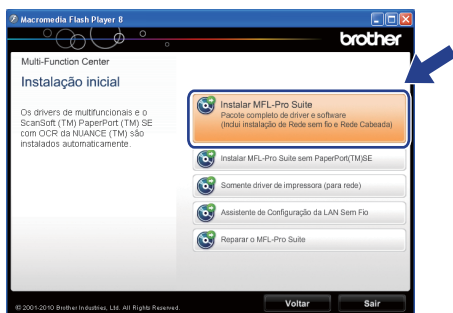 Macromedia Flash Player 8
brother
Multi-Function Center
Instalação inicial
Os drivers de multifuncionais e o
ScanSoft (TM) PaperPort (TM) SE
com OCR da NUANCE (TM) são
instalados automaticamente.
Instalar MFL-Pro Suite
Pacote completo de driver e software
(Inclui instalação de Rede sem fio e Rede Cabeada)
Instalar MFL-Pro Suite sem PaperPort(TM)SE
Somente driver de impressora (para rede)
Assistente de Configuração da LAN Sem Fio
Reparar o MFL-Pro Suite
© 2001-2010 Brother Industries, Ltd. All Rights Reserved.
Voltar
Sair